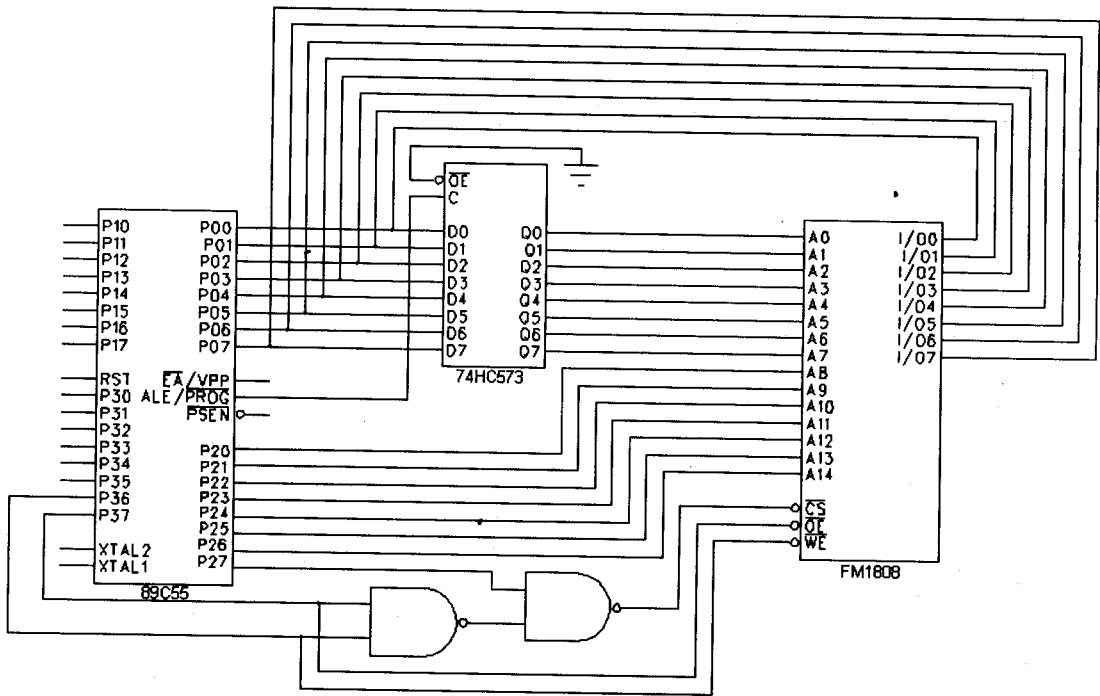 P10
P11
P12
P13
P14
P15
P16
P17
RST
P30
P31
P32
P33
P34
P35
P36
P37
XTAL2
XTAL1
P00
P01
P02
P03
P04
P05
P06
P07
EA/VPP
ALE/PROG
PSEN
P20
P21
P22
P23
P24
P25
P26
P27
89C55
OE
C
D0
D1
D2
D3
D4
D5
D6
D7
Q0
Q1
Q2
Q3
Q4
Q5
Q6
Q7
74HC573
A0
A1
A2
A3
A4
A5
A6
A7
A8
A9
A10
A11
A12
A13
A14
CS
OE
WE
I/O0
I/O1
I/O2
I/O3
I/O4
I/O5
I/O6
I/O7
FM1808